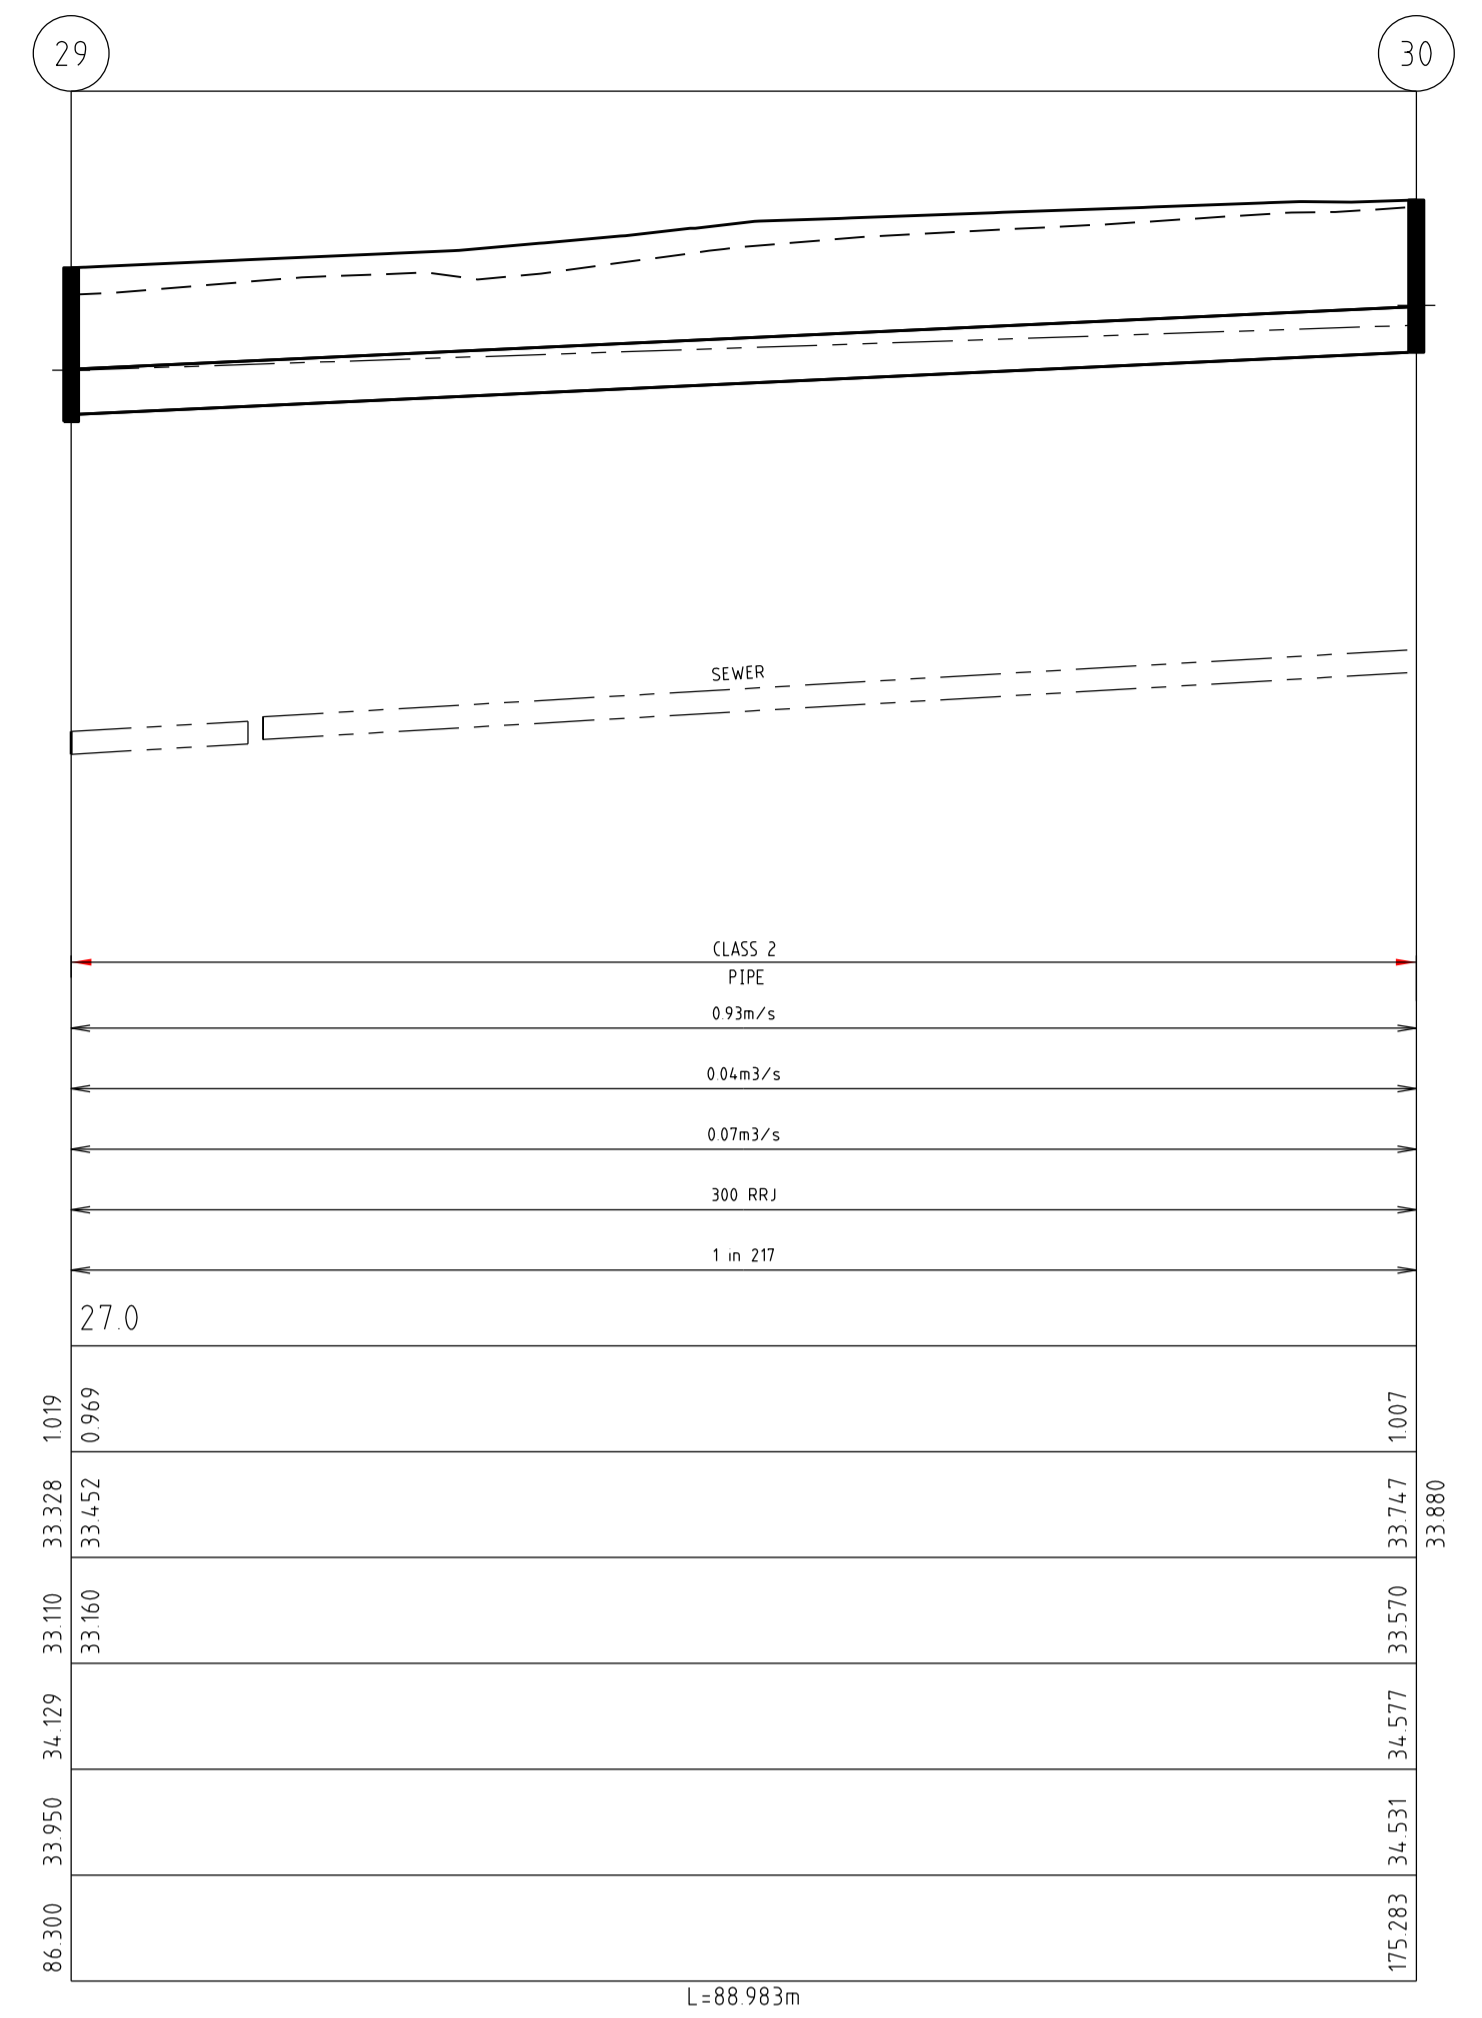 29
30
SEWER
CLASS 2
PIPE
0.93m/s
0.04m3/s
0.07m3/s
300 RRJ
1 in 217
27.0
1.019
0.969
1.007
33.328
33.452
33.747
33.880
33.110
33.160
33.570
34.129
34.577
33.950
34.531
86.300
175.283
L=88.983m